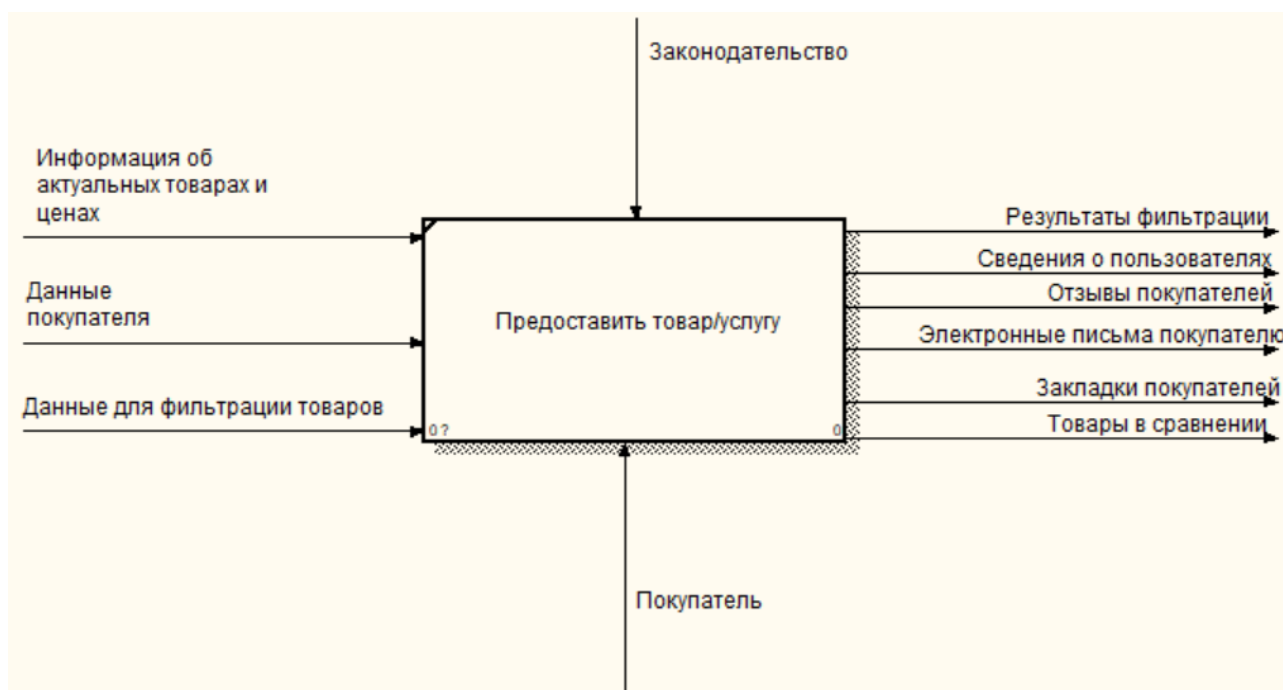 Законодательство
Информация об
актуальных товарах и
ценах
Данные
покупателя
Данные для фильтрации товаров
Предоставить товар/услугу
0 ?
0
Результаты фильтрации
Сведения о пользователях
Отзывы покупателей
Электронные письма покупателю
Закладки покупателей
Товары в сравнении
Покупатель